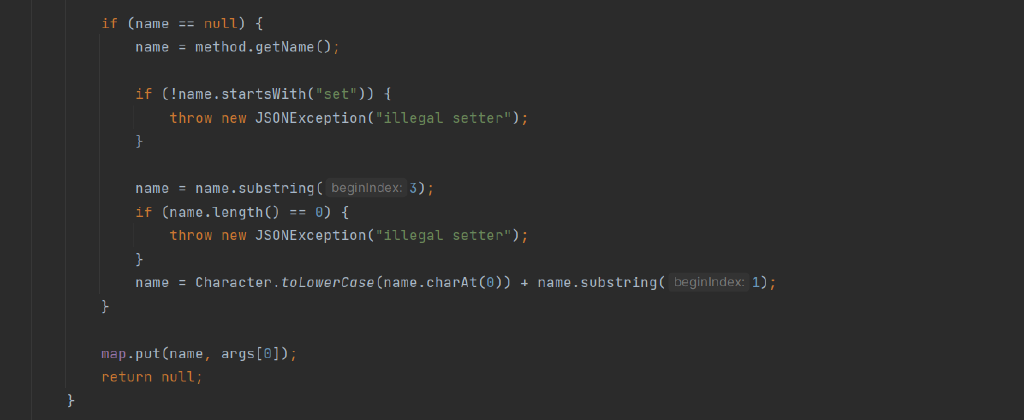 if (name == null) {
name = method.getName();
if (!name.startsWith("set")) {
throw new JSONException("illegal setter");
}
name = name.substring( beginIndex: 3);
if (name.length() == 0) {
throw new JSONException("illegal setter");
}
name = Character.toLowerCase(name.charAt(0)) + name.substring( beginIndex: 1);
}
map.put(name, args[0]);
return null;
}